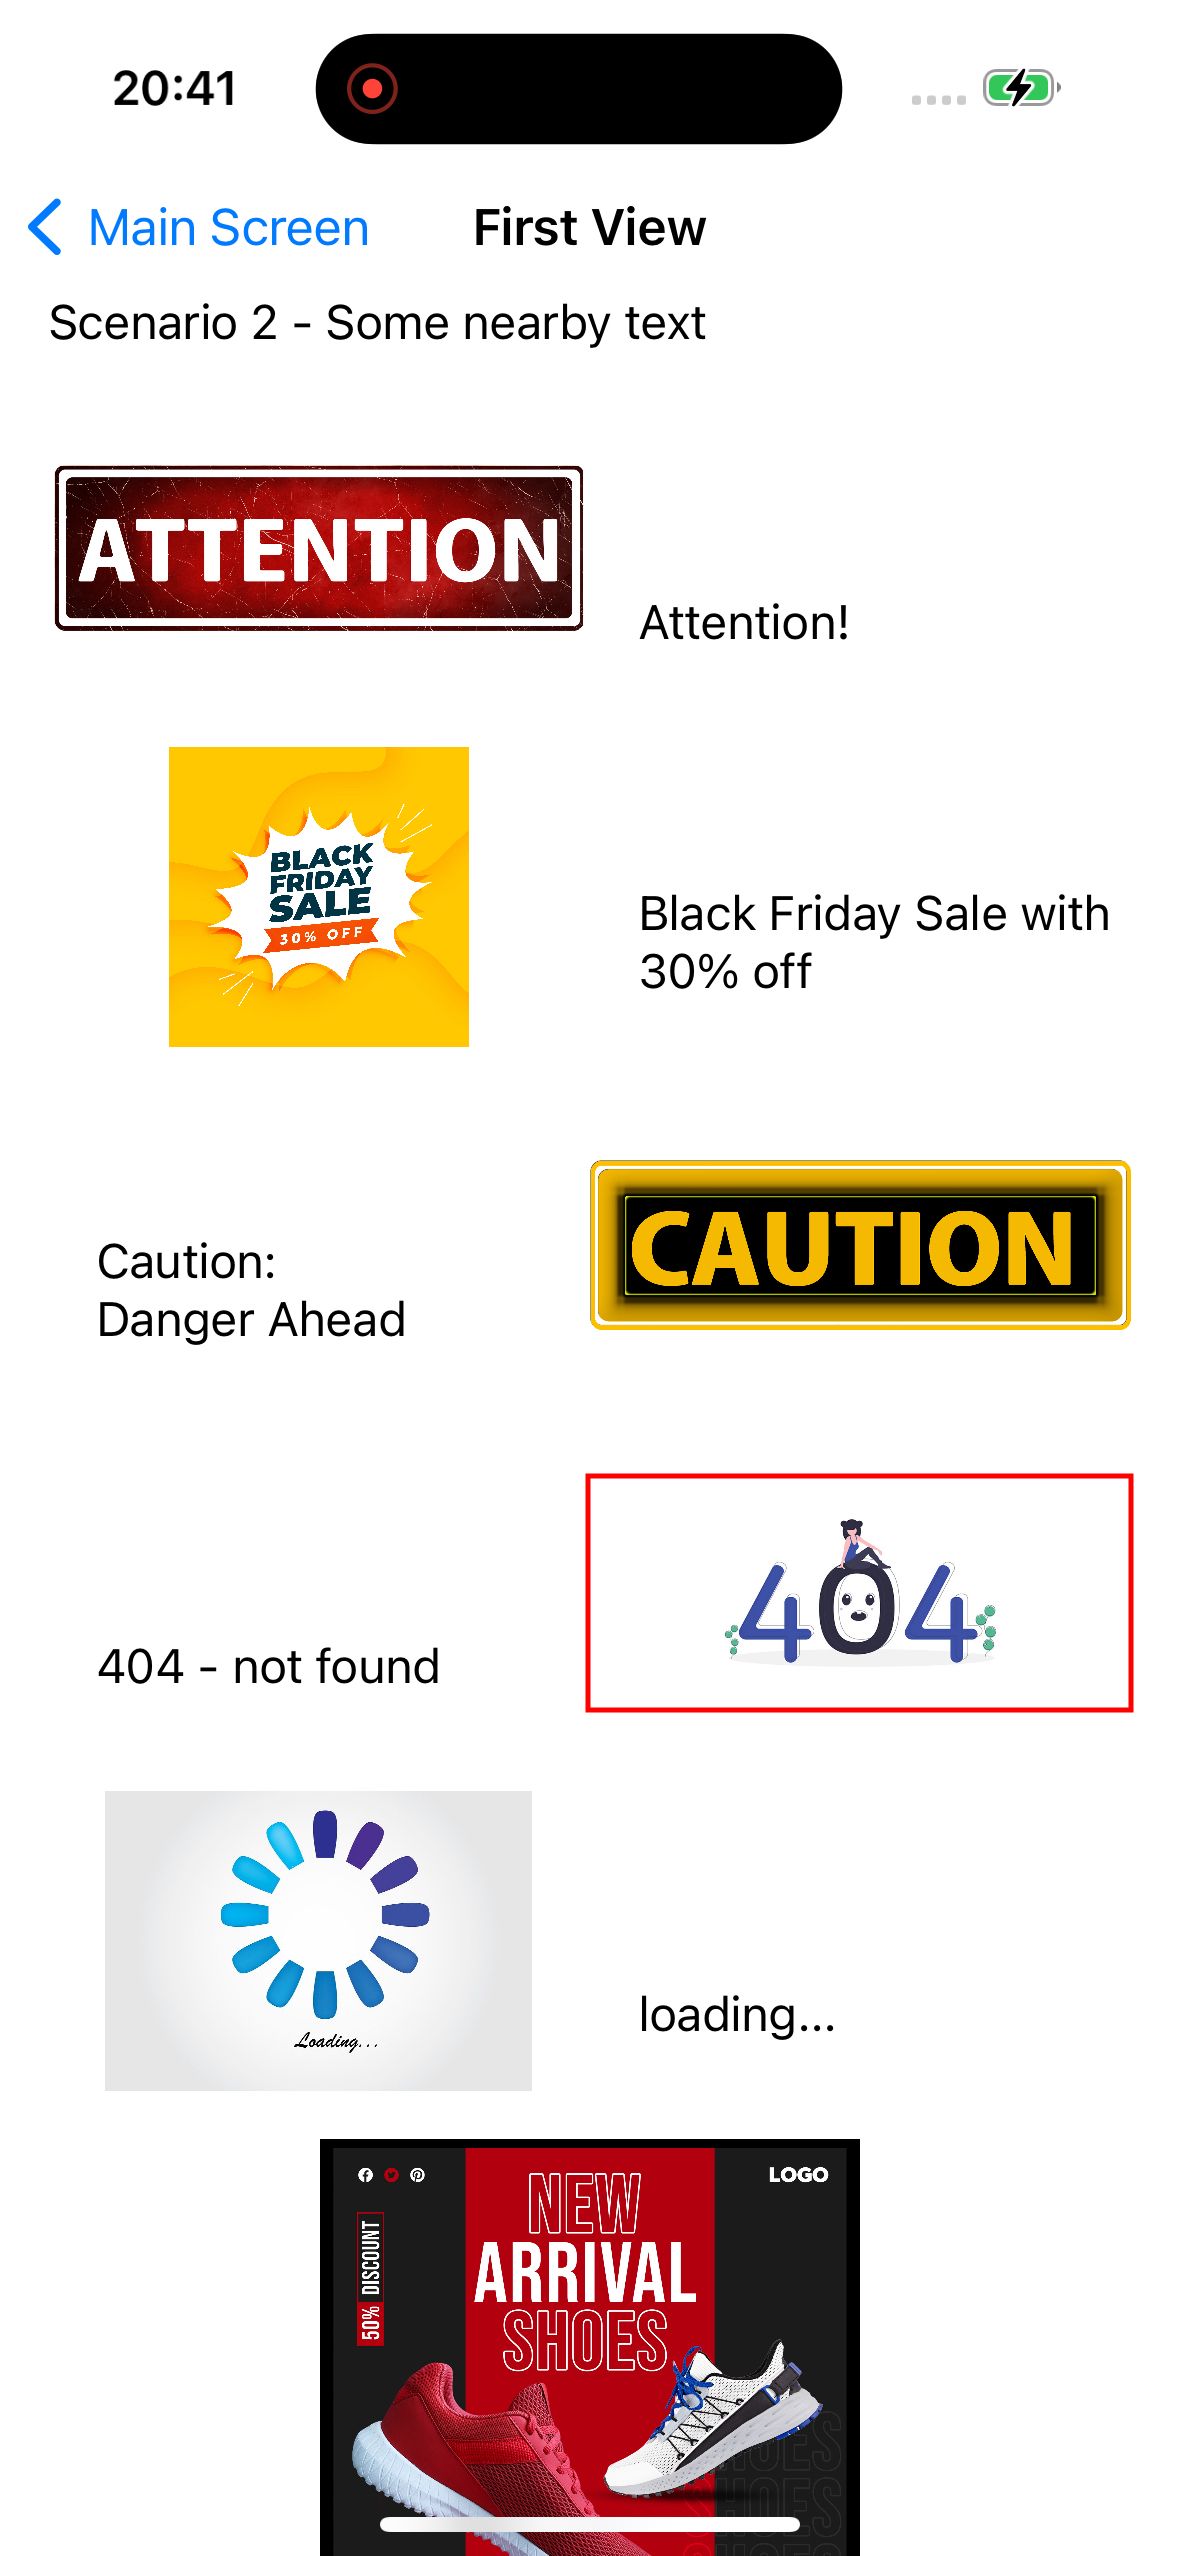 20:41
Main Screen
First View
Scenario 2 - Some nearby text
ATTENTION
Attention!
BLACK
FRIDAY
SALE
30% OFF
Black Friday Sale with
30% off
Caution:
Danger Ahead
CAUTION
404 - not found
404
Loading...
loading...
LOGO
50% DISCOUNT
NEW
ARRIVAL
SHOES
SHOES
SHOES